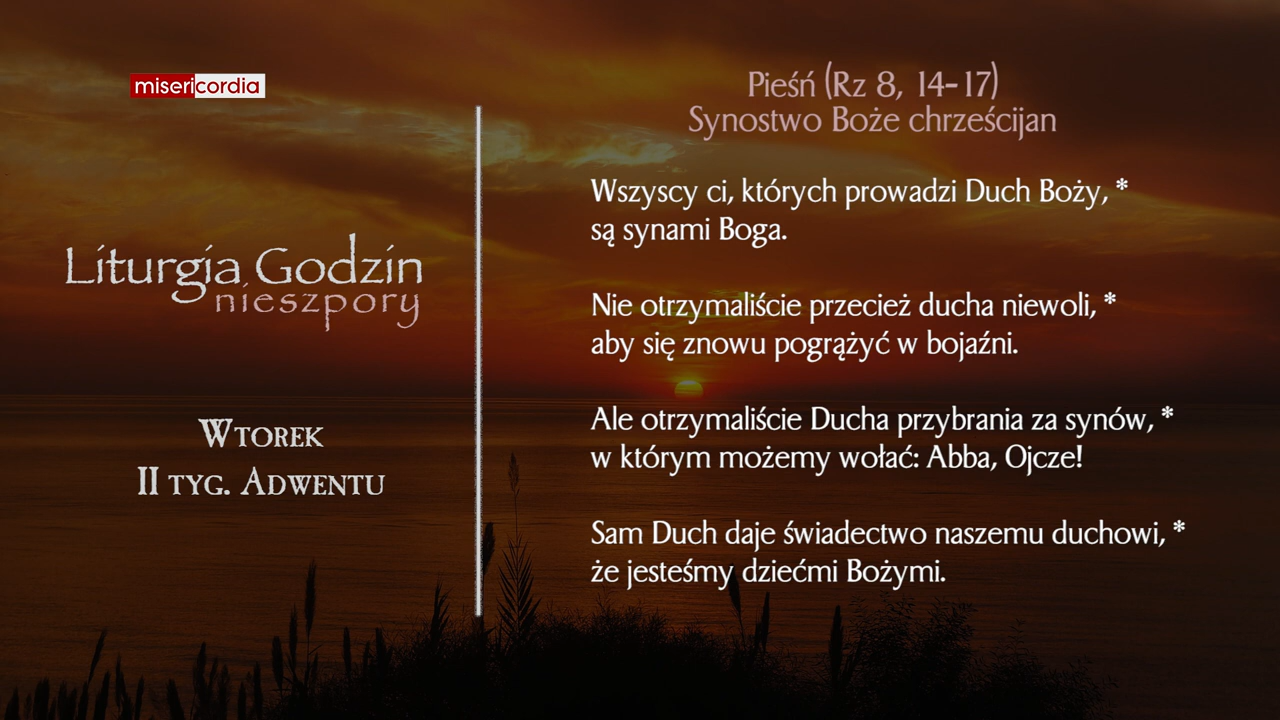 misericordia
Liturgia Godzin
nieszpory
Wtorek
II tyg. Adwentu
Pieśń (Rz 8, 14-17)
Synostwo Boże chrześcijan
Wszyscy ci, których prowadzi Duch Boży, *
są synami Boga.
Nie otrzymaliście przecież ducha niewoli, *
aby się znowu pogrążyć w bojaźni.
Ale otrzymaliście Ducha przybrania za synów, *
w którym możemy wołać: Abba, Ojcze!
Sam Duch daje świadectwo naszemu duchowi, *
że jesteśmy dziećmi Bożymi.